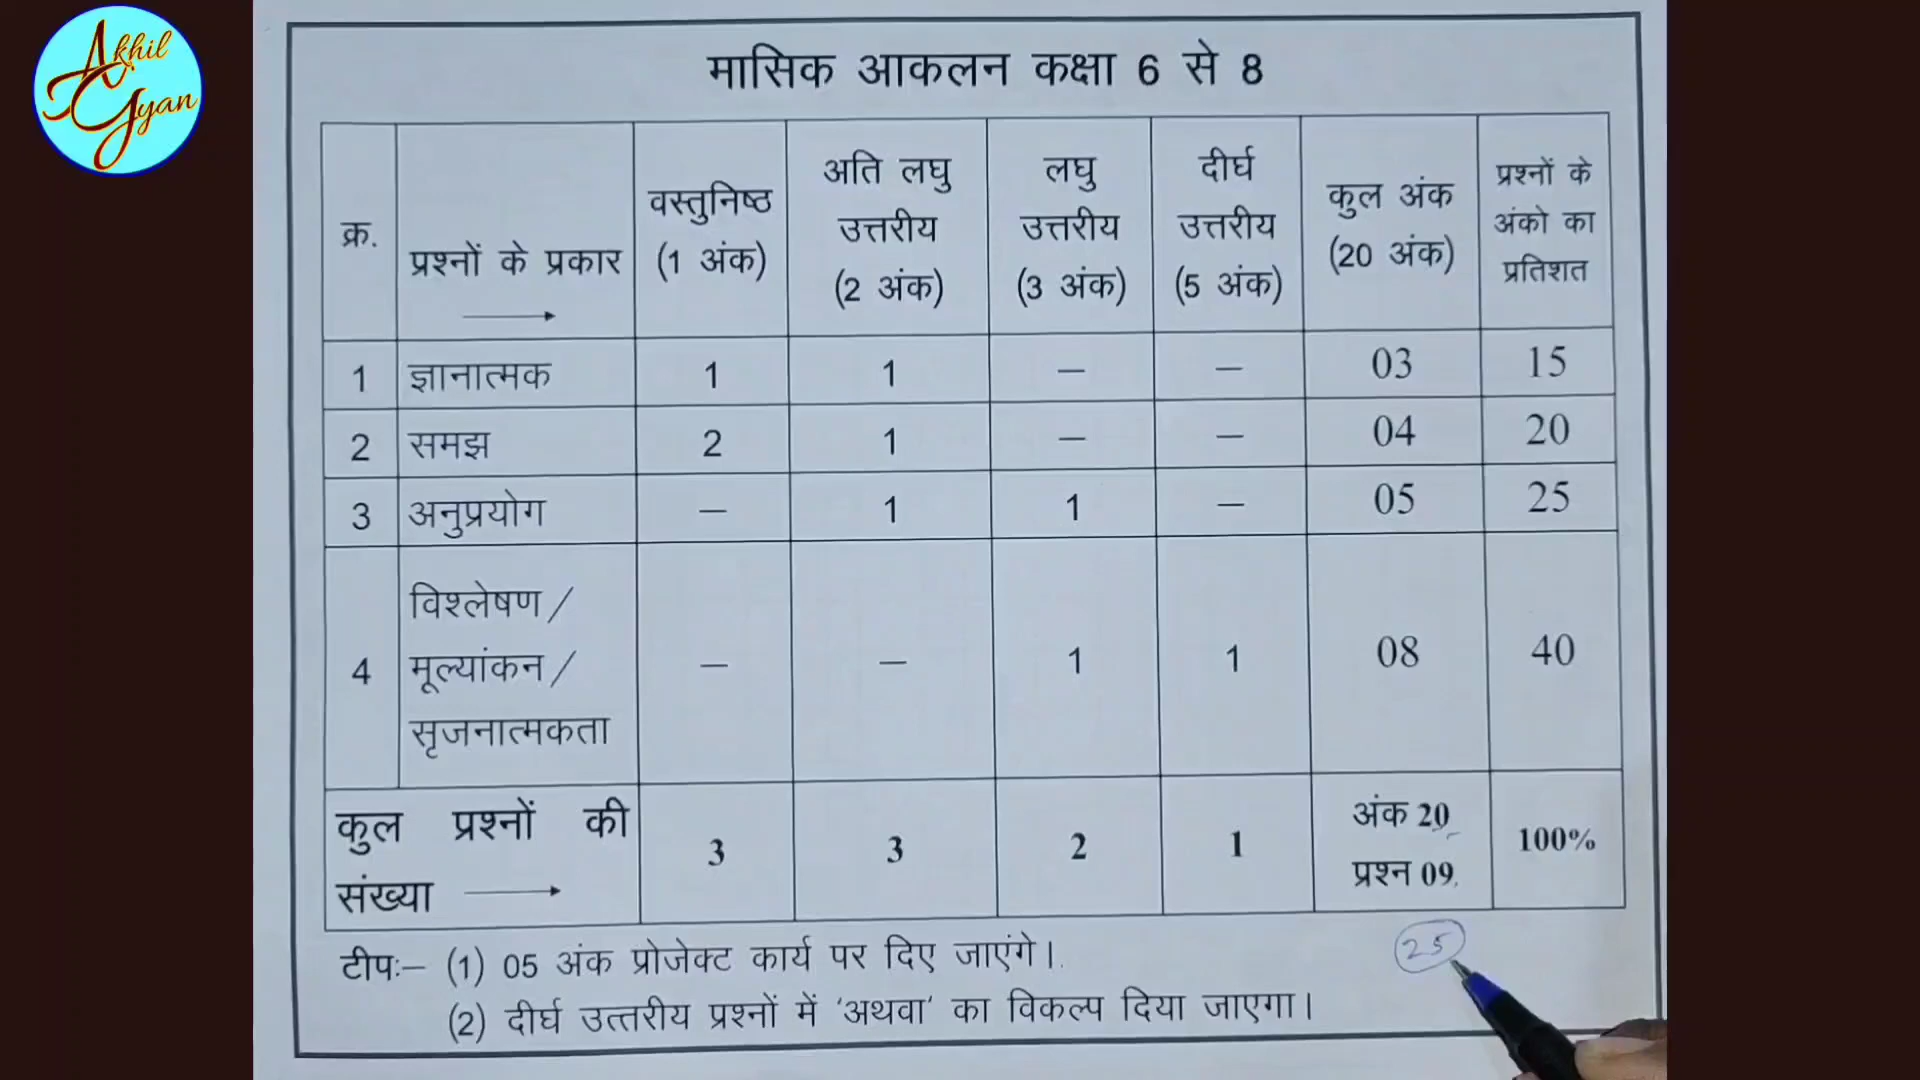 Akhil
Gyan
मासिक आकलन कक्षा 6 से 8
क्र. प्रश्नों के प्रकार वस्तुनिष्ठ (1 अंक) अति लघु उत्तरीय (2 अंक) लघु उत्तरीय (3 अंक) दीर्घ उत्तरीय (5 अंक) कुल अंक (20 अंक) प्रश्नों के अंको का प्रतिशत
1 ज्ञानात्मक 1 1 – – 03 15
2 समझ 2 1 – – 04 20
3 अनुप्रयोग – 1 1 – 05 25
4 विश्लेषण/ मूल्यांकन/ सृजनात्मकता – – 1 1 08 40
कुल प्रश्नों की संख्या 3 3 2 1 अंक 20 प्रश्न 09 100%
25
टीपः– (1) 05 अंक प्रोजेक्ट कार्य पर दिए जाएंगे।
(2) दीर्घ उत्तरीय प्रश्नों में 'अथवा' का विकल्प दिया जाएगा।